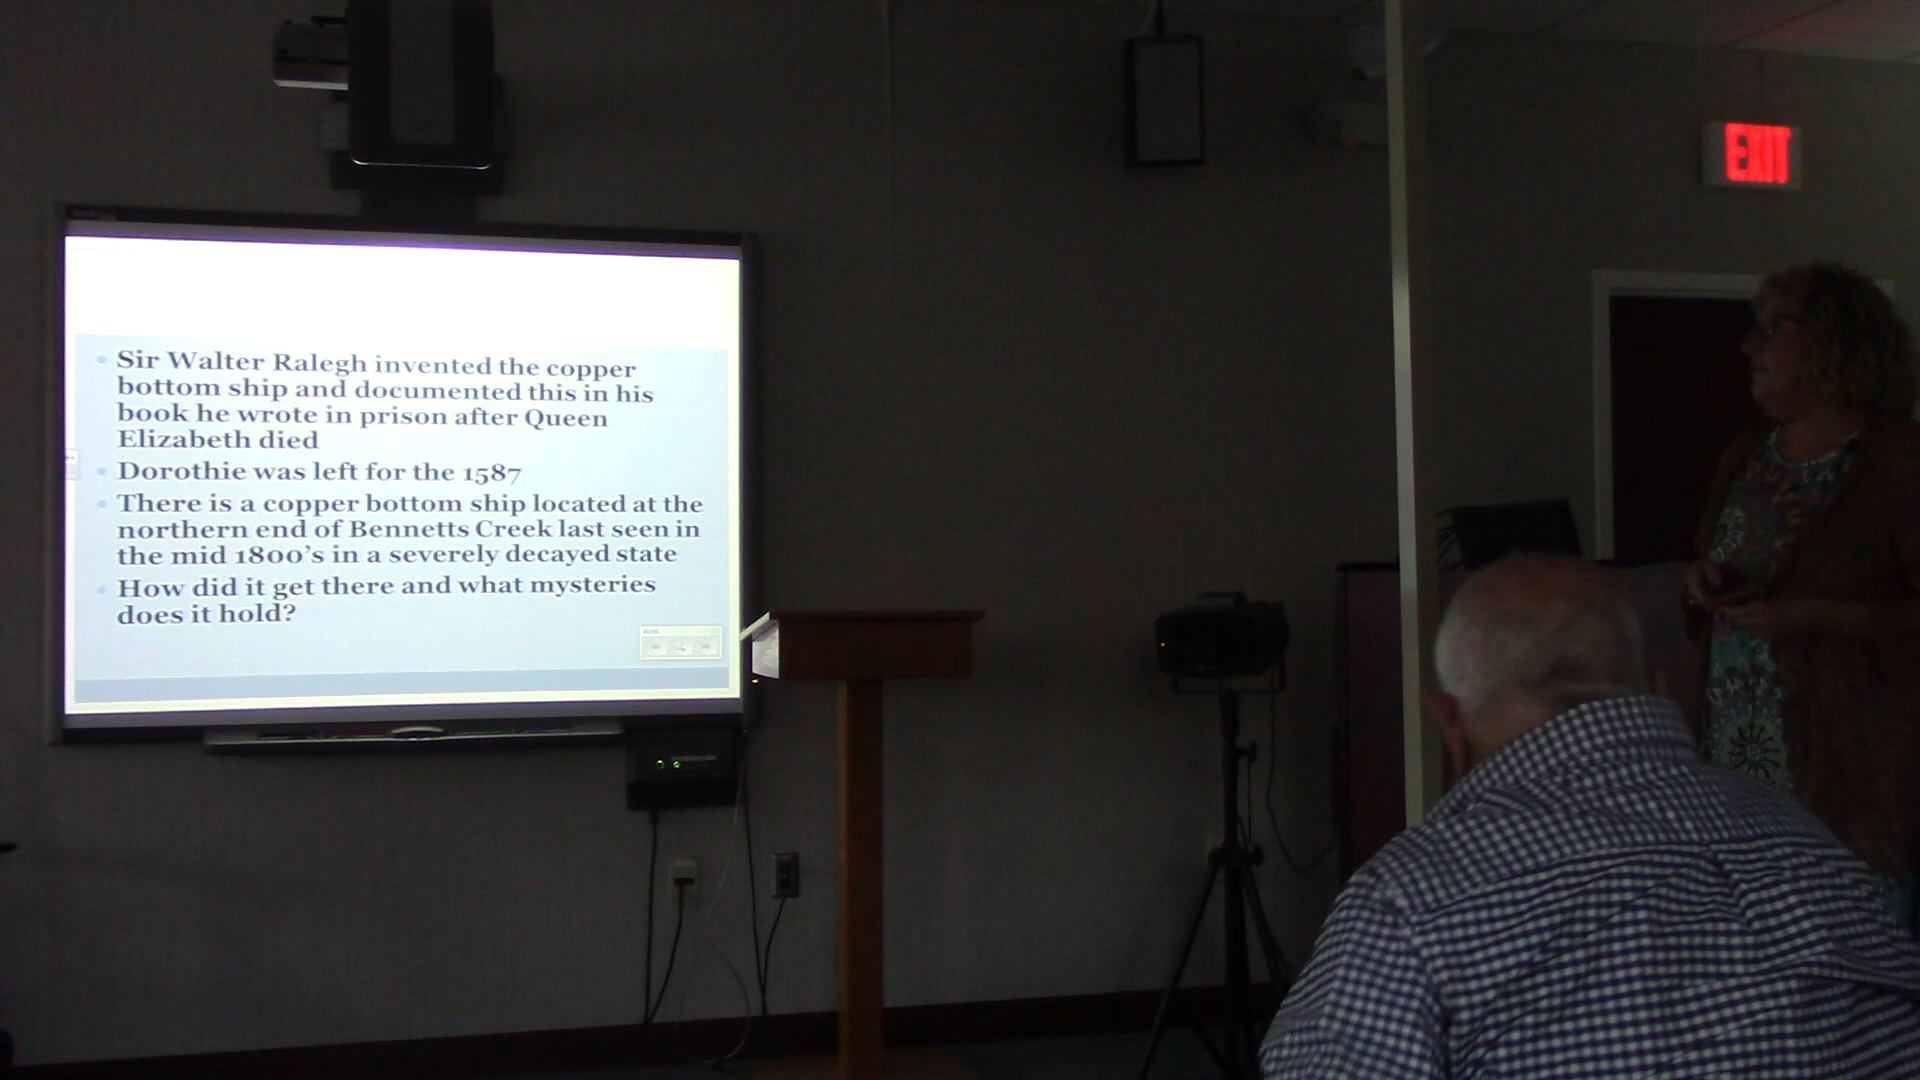 Sir Walter Ralegh invented the copper
bottom ship and documented this in his
book he wrote in prison after Queen
Elizabeth died
Dorothie was left for the 1587
There is a copper bottom ship located at the
northern end of Bennetts Creek last seen in
the mid 1800's in a severely decayed state
How did it get there and what mysteries
does it hold?
EXIT